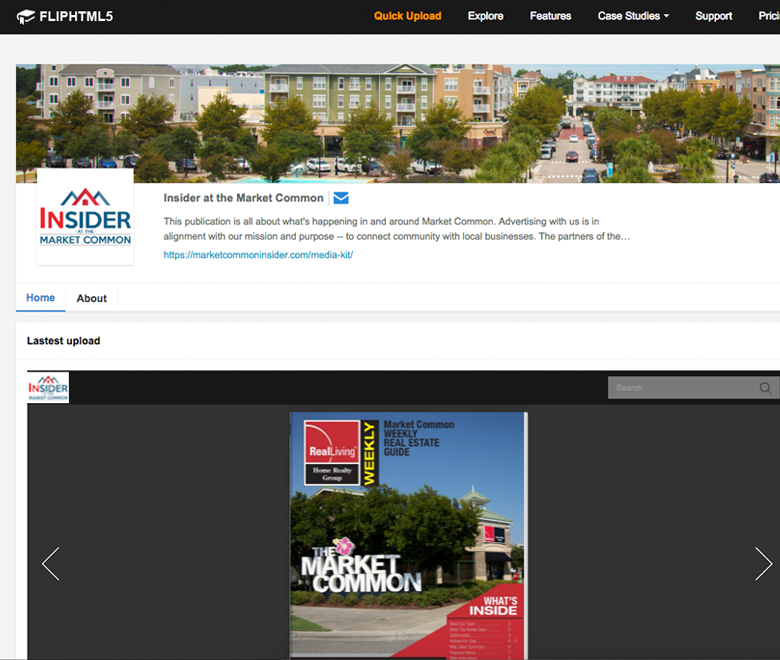 FLIPHTML5
Quick Upload Explore Features Case Studies Support Prici
INSIDER
AT THE
MARKET COMMON
Insider at the Market Common
This publication is all about what's happening in and around Market Common. Advertising with us is in
alignment with our mission and purpose -- to connect community with local businesses. The partners of the…
https://marketcommoninsider.com/media-kit/
Home About
Lastest upload
INSIDER
MARKET COMMON
Search
RealLiving
Home Realty
Group
WEEKLY
Market Common
WEEKLY
REAL ESTATE
GUIDE
THE
MARKET
COMMON
WHAT'S
INSIDE
Meet Our Team
Testimonials